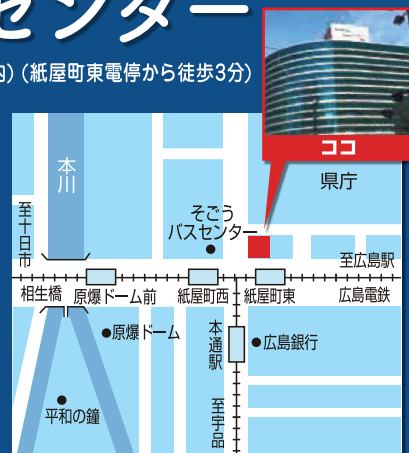 センター
内)(紙屋町東電停から徒歩3分)
ココ
県庁
本川
至十日市
そごう
バスセンター
至広島駅
相生橋
原爆ドーム前
紙屋町西
紙屋町東
広島電鉄
原爆ドーム
本通駅
広島銀行
平和の鐘
至宇品